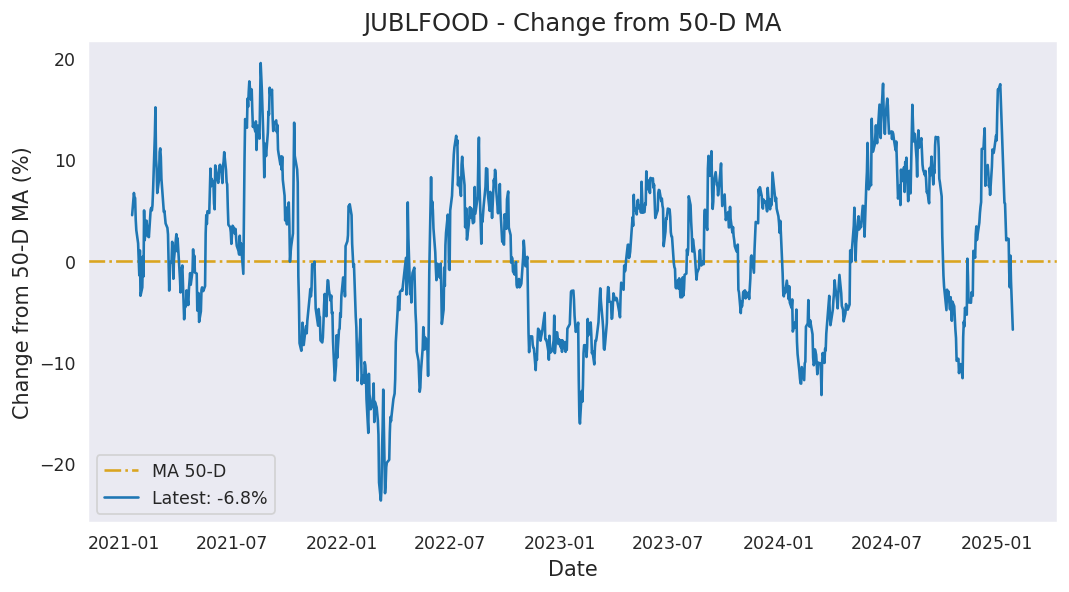 JUBLFOOD - Change from 50-D MA
Change from 50-D MA (%)
20
10
0
−10
−20
MA 50-D
Latest: -6.8%
2021-01 2021-07 2022-01 2022-07 2023-01 2023-07 2024-01 2024-07 2025-01
Date